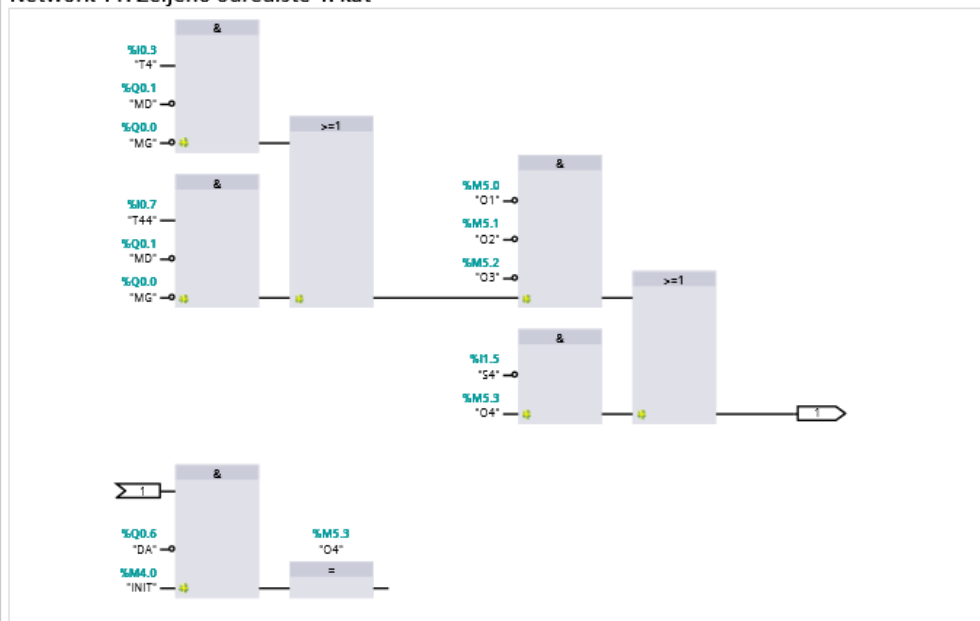 &
%I0.3
"T4"
%Q0.1
"MD"
%Q0.0
"MG"
>=1
&
%I0.7
"T44"
%Q0.1
"MD"
%Q0.0
"MG"
&
%M5.0
"O1"
%M5.1
"O2"
%M5.2
"O3"
>=1
&
%I1.5
"S4"
%M5.3
"O4"
1
&
1
%Q0.6
"DA"
%M4.0
"INIT"
%M5.3
"O4"
=